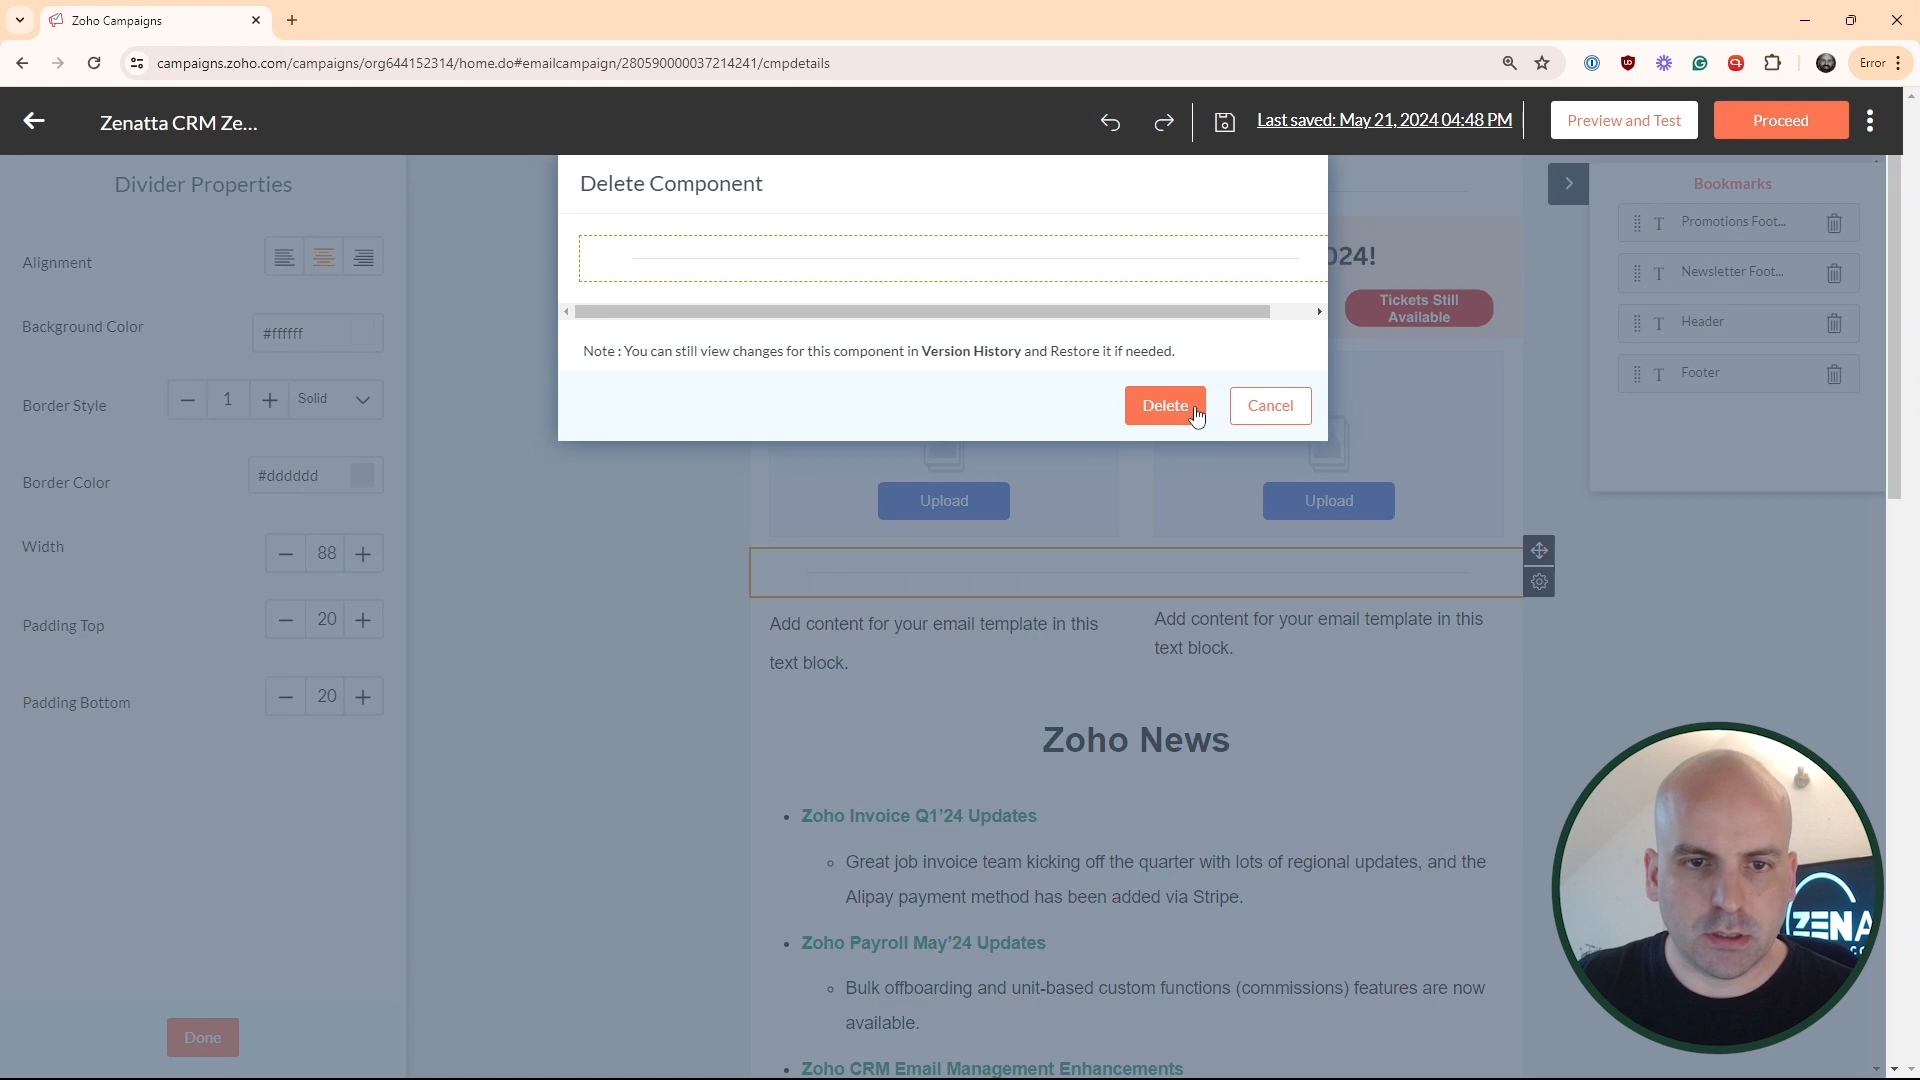 Zoho Campaigns
campaigns.zoho.com/campaigns/org644152314/home.do#emailcampaign/280590000037214241/cmpdetails
Error
Zenatta CRM Ze...
Last saved: May 21, 2024 04:48 PM
Preview and Test
Proceed
Divider Properties
Alignment
Background Color
#ffffff
Border Style
1
Solid
Border Color
#dddddd
Width
88
Padding Top
20
Padding Bottom
20
Done
Delete Component
Note : You can still view changes for this component in Version History and Restore it if needed.
Delete
Cancel
024!
Tickets Still
Available
Upload
Upload
Add content for your email template in this
text block.
Add content for your email template in this
text block.
Zoho News
Zoho Invoice Q1'24 Updates
Great job invoice team kicking off the quarter with lots of regional updates, and the
Alipay payment method has been added via Stripe.
Zoho Payroll May'24 Updates
Bulk offboarding and unit-based custom functions (commissions) features are now
available.
Zoho CRM Email Management Enhancements
Bookmarks
T Promotions Foot...
T Newsletter Foot...
T Header
T Footer
ZENA